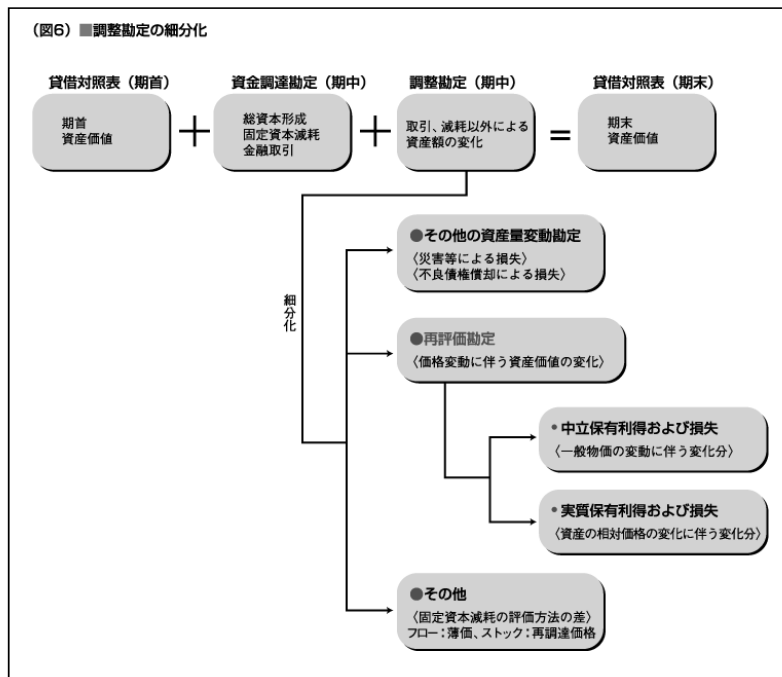 （図6）■調整勘定の細分化
貸借対照表（期首）
資金調達勘定（期中）
調整勘定（期中）
貸借対照表（期末）
期首
資産価値
＋
総資本形成
固定資本減耗
金融取引
＋
取引、減耗以外による
資産額の変化
＝
期末
資産価値
細分化
●その他の資産量変動勘定
〈災害等による損失〉
〈不良債権償却による損失〉
●再評価勘定
〈価格変動に伴う資産価値の変化〉
・中立保有利得および損失
〈一般物価の変動に伴う変化分〉
・実質保有利得および損失
〈資産の相対価格の変化に伴う変化分〉
●その他
〈固定資本減耗の評価方法の差〉
フロー：薄価、ストック：再調達価格